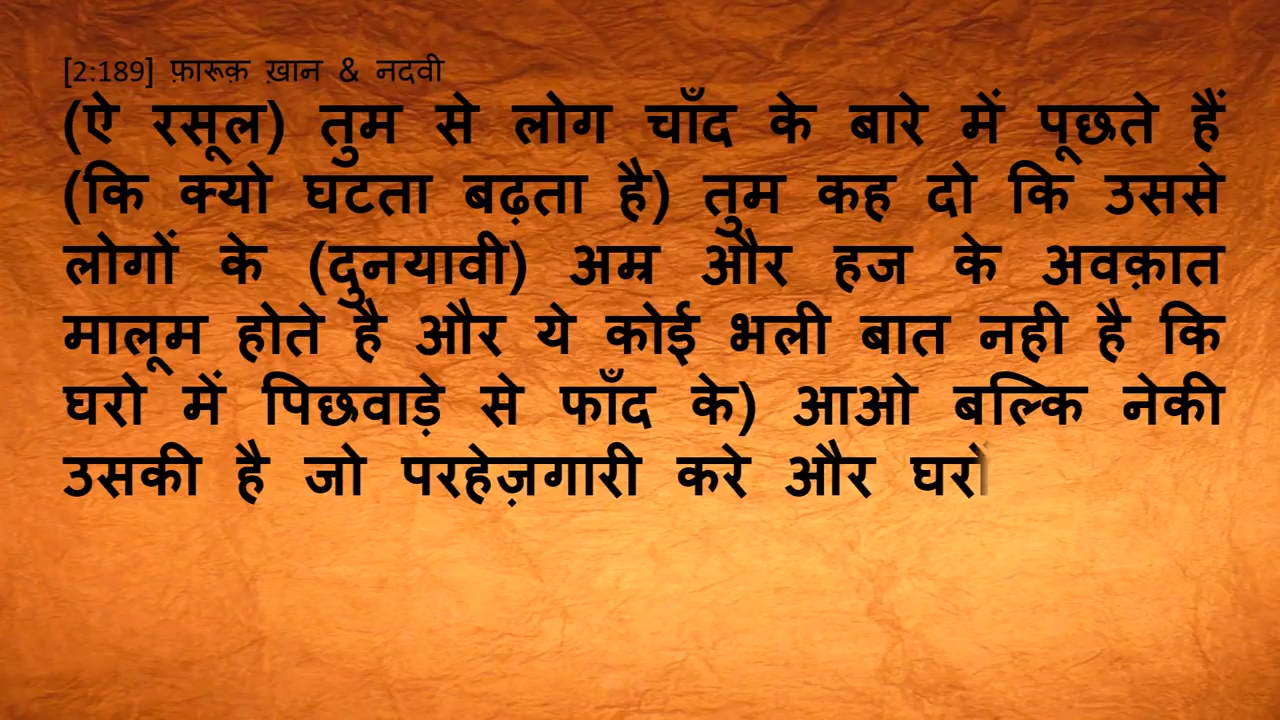 [2:189] फ़ारूक़ ख़ान & नदवी
(ऐ रसूल) तुम से लोग चाँद के बारे में पूछते हैं
(कि क्यो घटता बढ़ता है) तुम कह दो कि उससे
लोगों के (दुनयावी) अम्र और हज के अवक़ात
मालूम होते है और ये कोई भली बात नही है कि
घरो में पिछवाड़े से फाँद के) आओ बल्कि नेकी
उसकी है जो परहेज़गारी करे और घरो